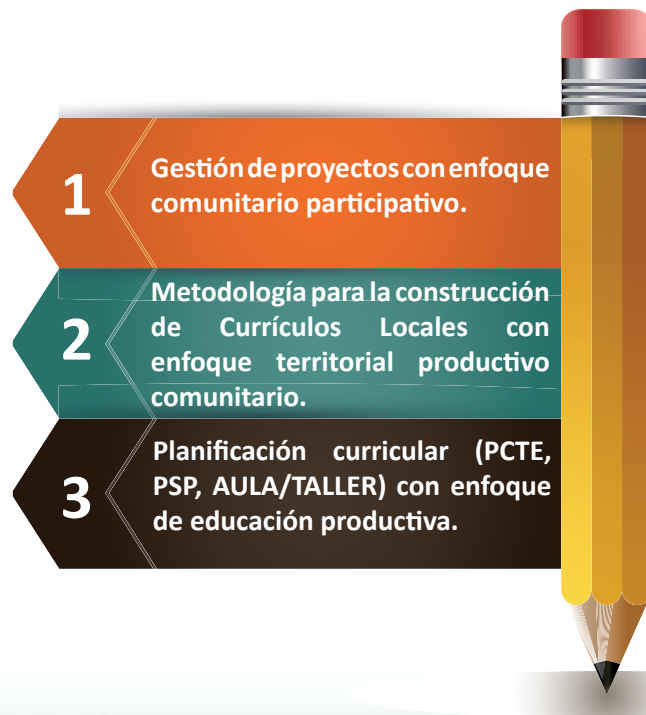 1
Gestión de proyectos con enfoque
comunitario participativo.
2
Metodología para la construcción
de Currículos Locales con
enfoque territorial productivo
comunitario.
3
Planificación curricular (PCTE,
PSP, AULA/TALLER) con enfoque
de educación productiva.